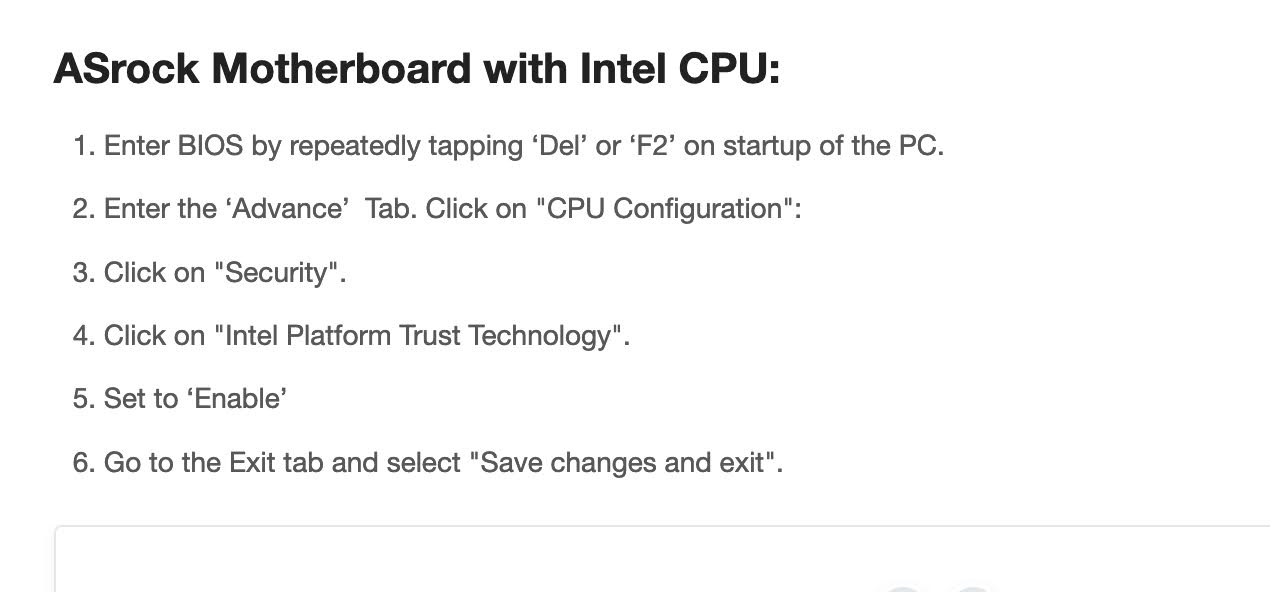 ASrock Motherboard with Intel CPU:
1. Enter BIOS by repeatedly tapping ‘Del’ or ‘F2’ on startup of the PC.
2. Enter the ‘Advance’  Tab. Click on "CPU Configuration":
3. Click on "Security".
4. Click on "Intel Platform Trust Technology".
5. Set to ‘Enable’
6. Go to the Exit tab and select "Save changes and exit".